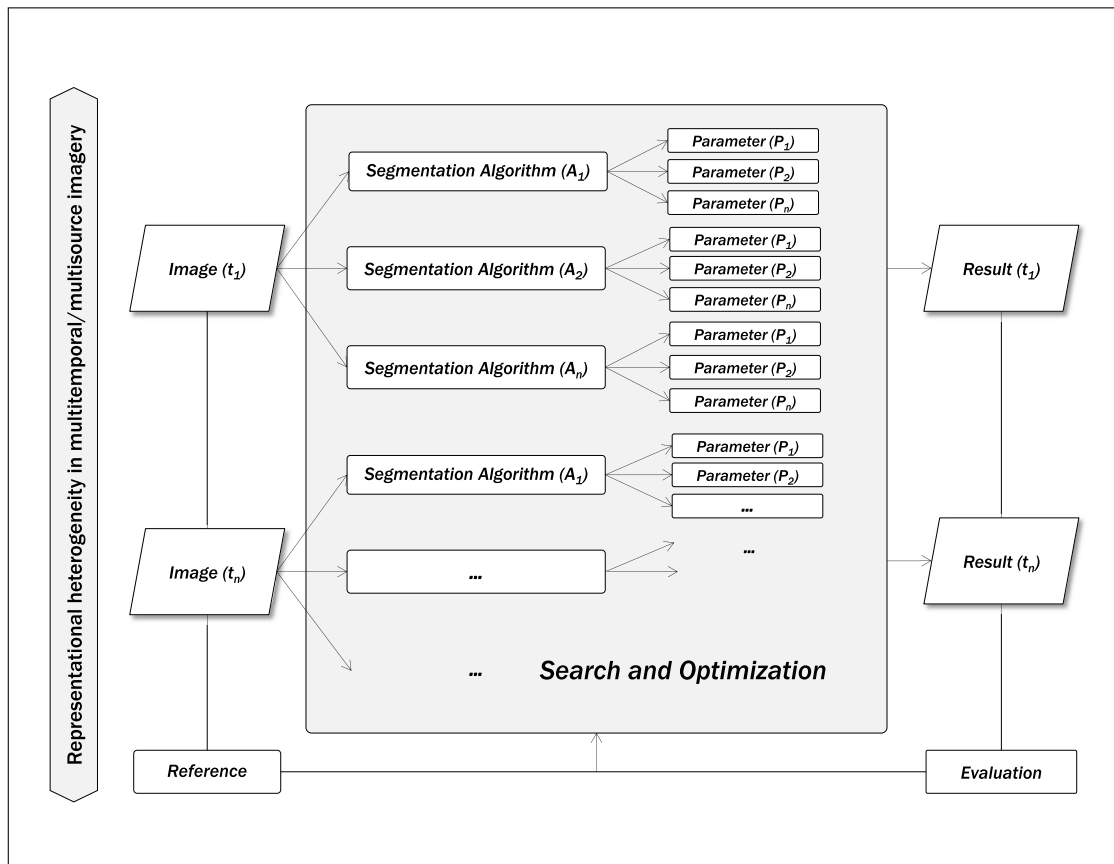 Representational heterogeneity in multitemporal/multisource imagery
Image (t₁)
Segmentation Algorithm (A₁)
Parameter (P₁)
Parameter (P₂)
Parameter (Pₙ)
Segmentation Algorithm (A₂)
Parameter (P₁)
Parameter (P₂)
Parameter (Pₙ)
Segmentation Algorithm (Aₙ)
Parameter (P₁)
Parameter (P₂)
Parameter (Pₙ)
Result (t₁)
Image (tₙ)
Segmentation Algorithm (A₁)
Parameter (P₁)
Parameter (P₂)
...
...
...
...
Search and Optimization
Result (tₙ)
Reference
Evaluation